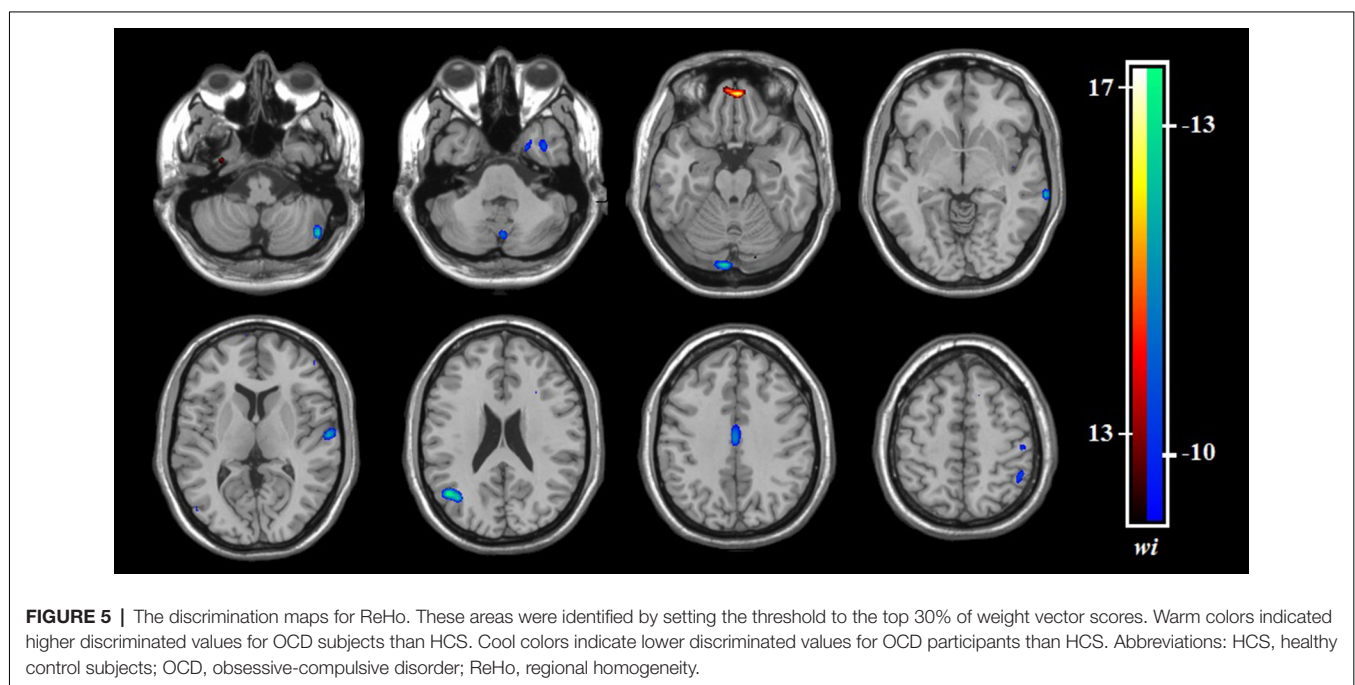 17
-13
13
-10
wi
FIGURE 5 | The discrimination maps for ReHo. These areas were identified by setting the threshold to the top 30% of weight vector scores. Warm colors indicated
higher discriminated values for OCD subjects than HCS. Cool colors indicate lower discriminated values for OCD participants than HCS. Abbreviations: HCS, healthy
control subjects; OCD, obsessive-compulsive disorder; ReHo, regional homogeneity.